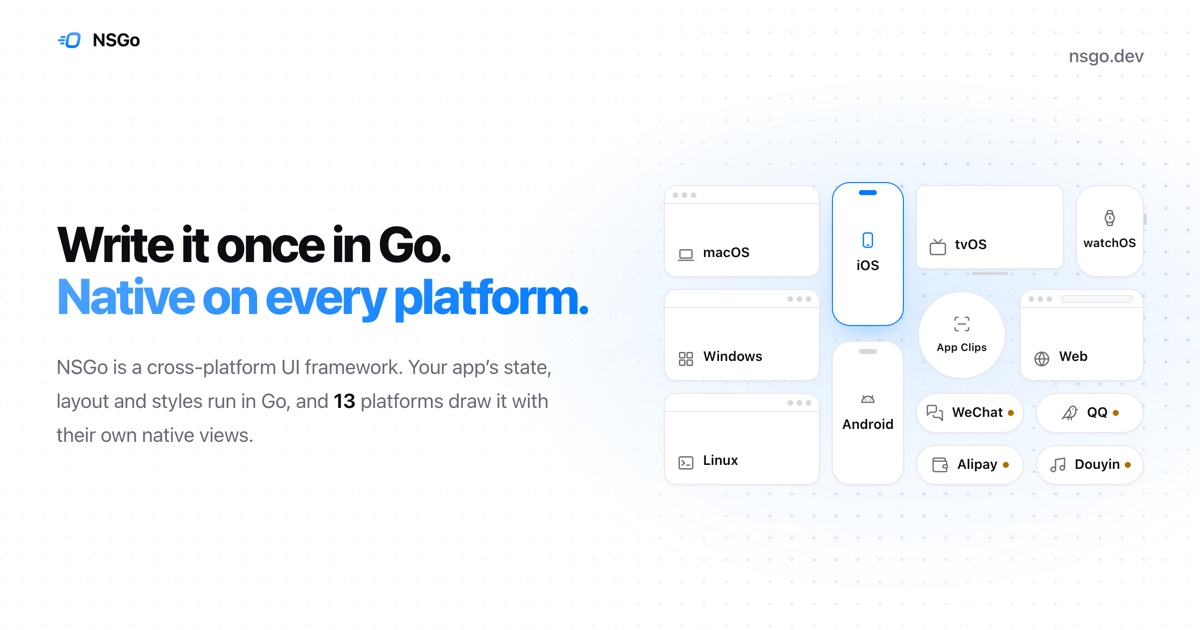 NSGo
nsgo.dev
Write it once in Go.
Native on every platform.
NSGo is a cross-platform UI framework. Your app’s state,
layout and styles run in Go, and 13 platforms draw it with
their own native views.
macOS
iOS
tvOS
watchOS
Windows
App Clips
Web
Android
Linux
WeChat
QQ
Alipay
Douyin